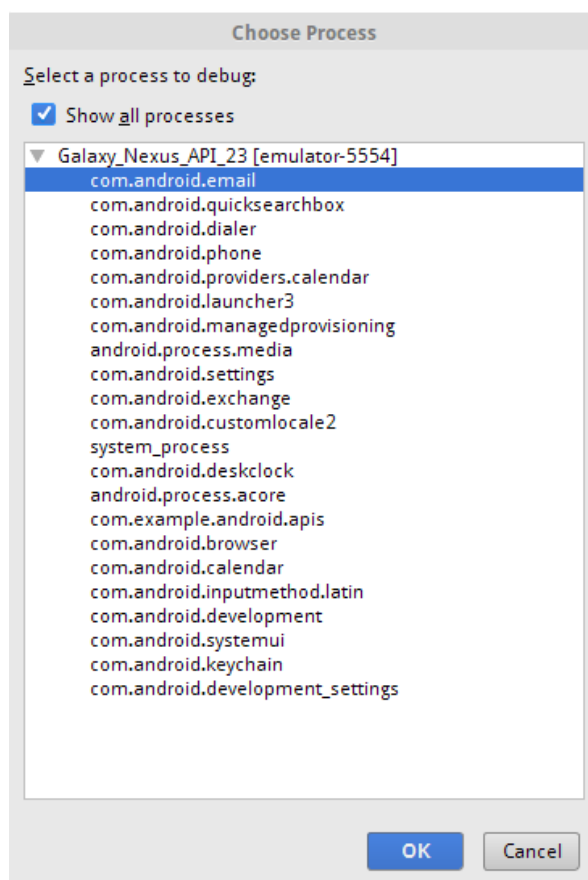 Choose Process
Select a process to debug:
Show all processes
Galaxy_Nexus_API_23 [emulator-5554]
com.android.email
com.android.quicksearchbox
com.android.dialer
com.android.phone
com.android.providers.calendar
com.android.launcher3
com.android.managedprovisioning
android.process.media
com.android.settings
com.android.exchange
com.android.customlocale2
system_process
com.android.deskclock
android.process.acore
com.example.android.apis
com.android.browser
com.android.calendar
com.android.inputmethod.latin
com.android.development
com.android.systemui
com.android.keychain
com.android.development_settings
OK Cancel